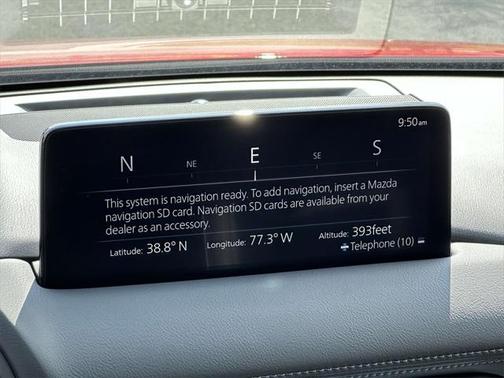 9:50am
N NE E SE S
This system is navigation ready. To add navigation, insert a Mazda
navigation SD card. Navigation SD cards are available from your
dealer as an accessory.
Latitude: 38.8° N Longitude: 77.3° W Altitude: 393feet
Telephone (10)